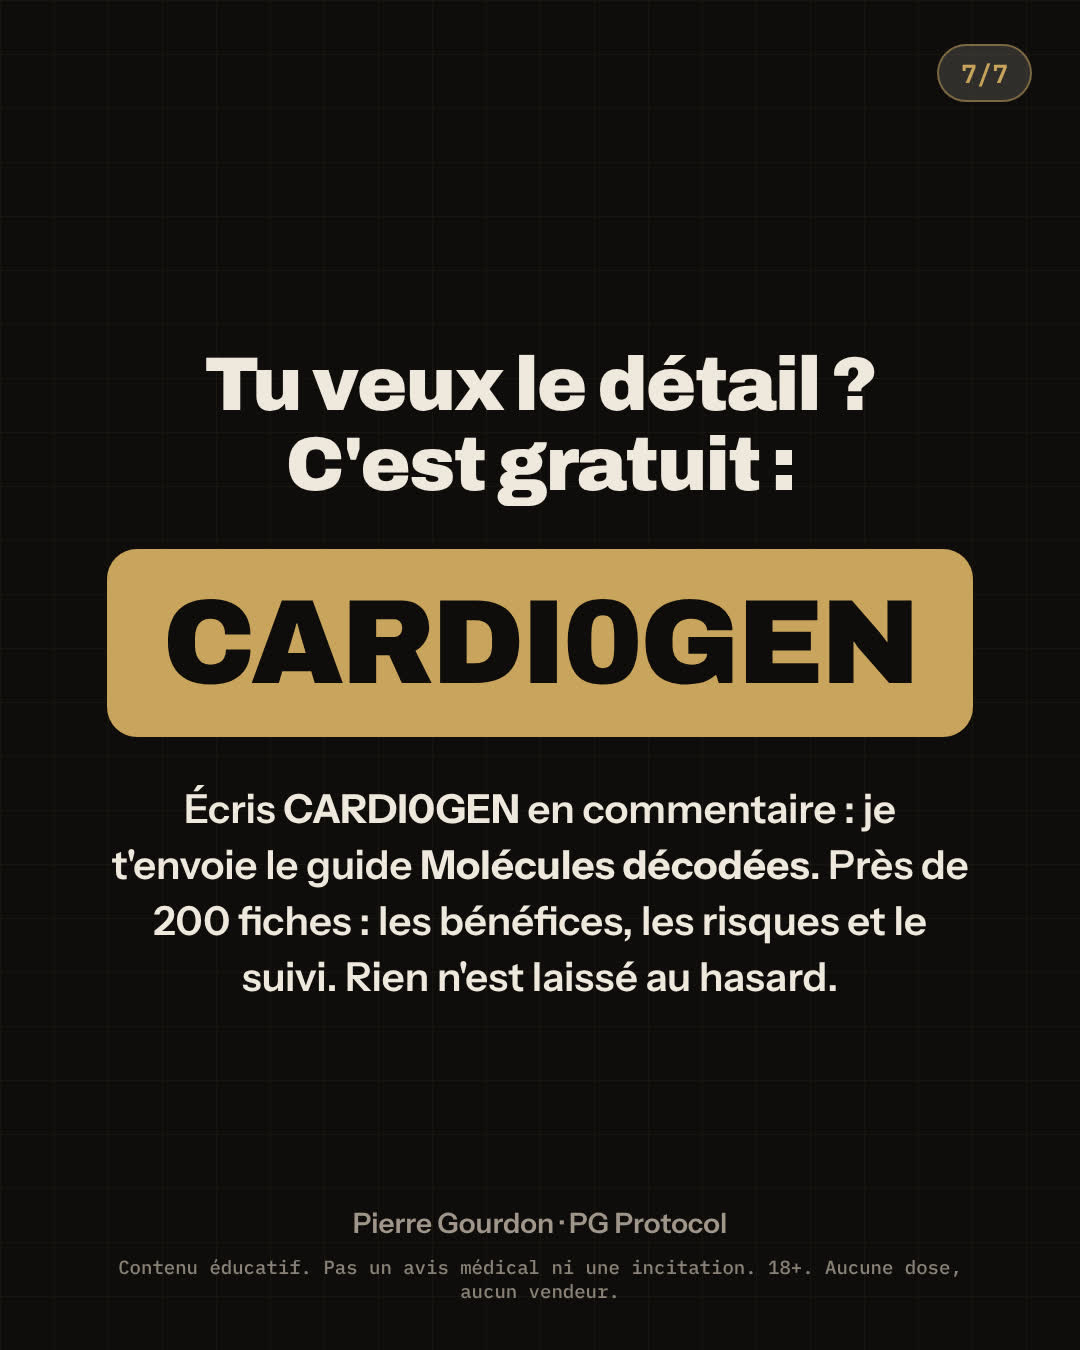 7/7
Tu veux le détail ?
C'est gratuit :
CARDI0GEN
Écris CARDI0GEN en commentaire : je
t'envoie le guide Molécules décodées. Près de
200 fiches : les bénéfices, les risques et le
suivi. Rien n'est laissé au hasard.
Pierre Gourdon · PG Protocol
Contenu éducatif. Pas un avis médical ni une incitation. 18+. Aucune dose,
aucun vendeur.